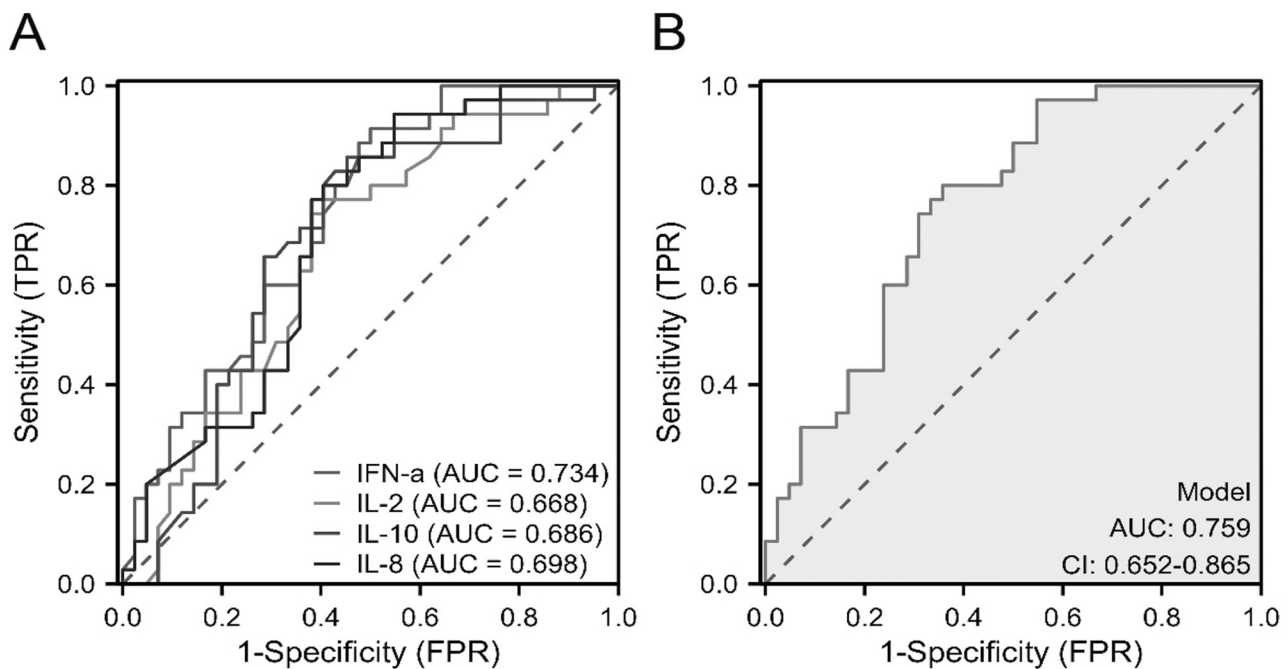 A
Sensitivity (TPR)
1.0
0.8
0.6
0.4
0.2
0.0
IFN-a (AUC = 0.734)
IL-2 (AUC = 0.668)
IL-10 (AUC = 0.686)
IL-8 (AUC = 0.698)
0.0 0.2 0.4 0.6 0.8 1.0
1-Specificity (FPR)
B
Sensitivity (TPR)
1.0
0.8
0.6
0.4
0.2
0.0
Model
AUC: 0.759
CI: 0.652-0.865
0.0 0.2 0.4 0.6 0.8 1.0
1-Specificity (FPR)